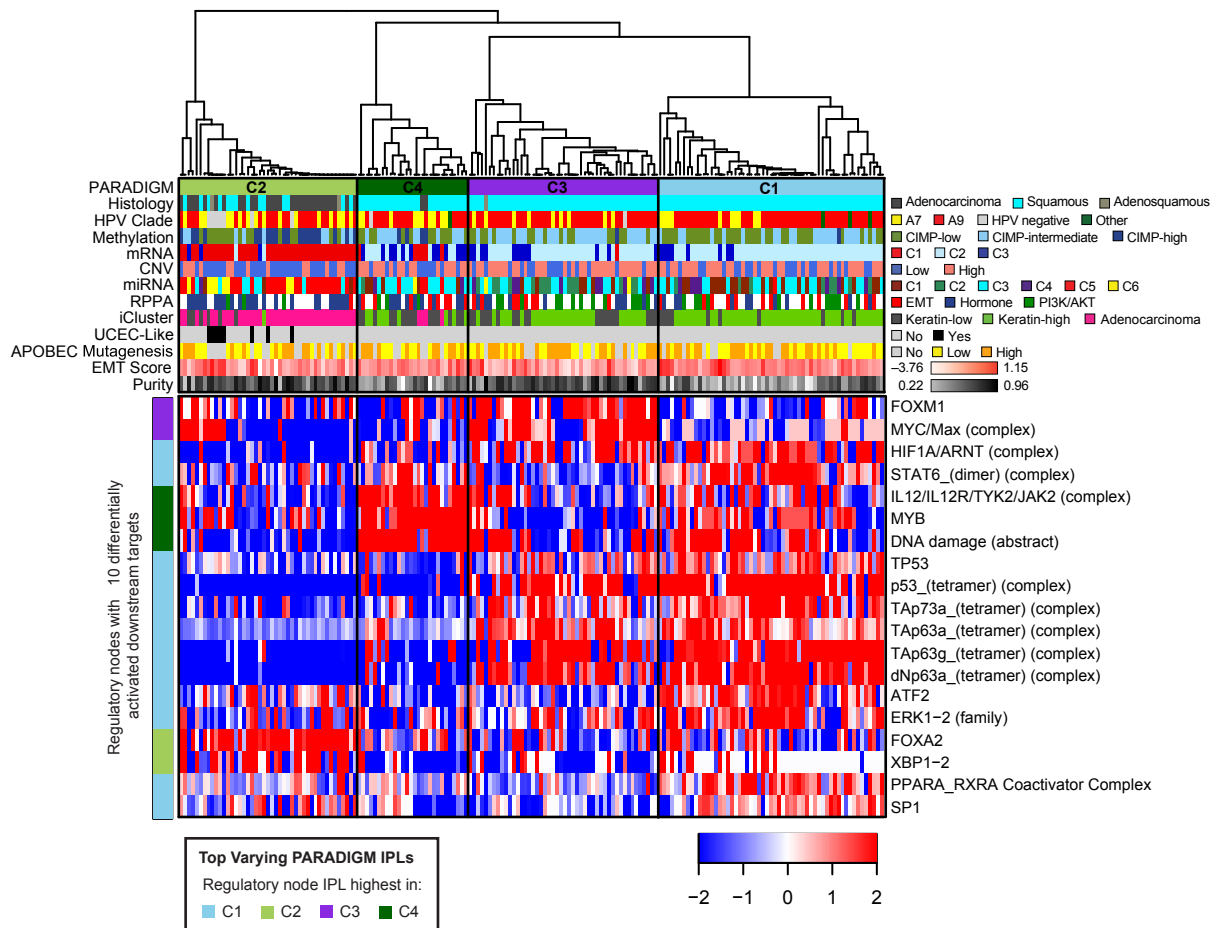 PARADIGM C2 C4 C3 C1
Histology Adenocarcinoma Squamous Adenosquamous
HPV Clade A7 A9 HPV negative Other
Methylation CIMP-low CIMP-intermediate CIMP-high
mRNA C1 C2 C3
CNV Low High
miRNA C1 C2 C3 C4 C5 C6
RPPA EMT Hormone PI3K/AKT
iCluster Keratin-low Keratin-high Adenocarcinoma
UCEC-Like No Yes
APOBEC Mutagenesis No Low High
EMT Score −3.76 1.15
Purity 0.22 0.96
Regulatory nodes with 10 differentially
activated downstream targets
FOXM1
MYC/Max (complex)
HIF1A/ARNT (complex)
STAT6_(dimer) (complex)
IL12/IL12R/TYK2/JAK2 (complex)
MYB
DNA damage (abstract)
TP53
p53_(tetramer) (complex)
TAp73a_(tetramer) (complex)
TAp63a_(tetramer) (complex)
TAp63g_(tetramer) (complex)
dNp63a_(tetramer) (complex)
ATF2
ERK1−2 (family)
FOXA2
XBP1−2
PPARA_RXRA Coactivator Complex
SP1
Top Varying PARADIGM IPLs
Regulatory node IPL highest in:
C1 C2 C3 C4
−2 −1 0 1 2